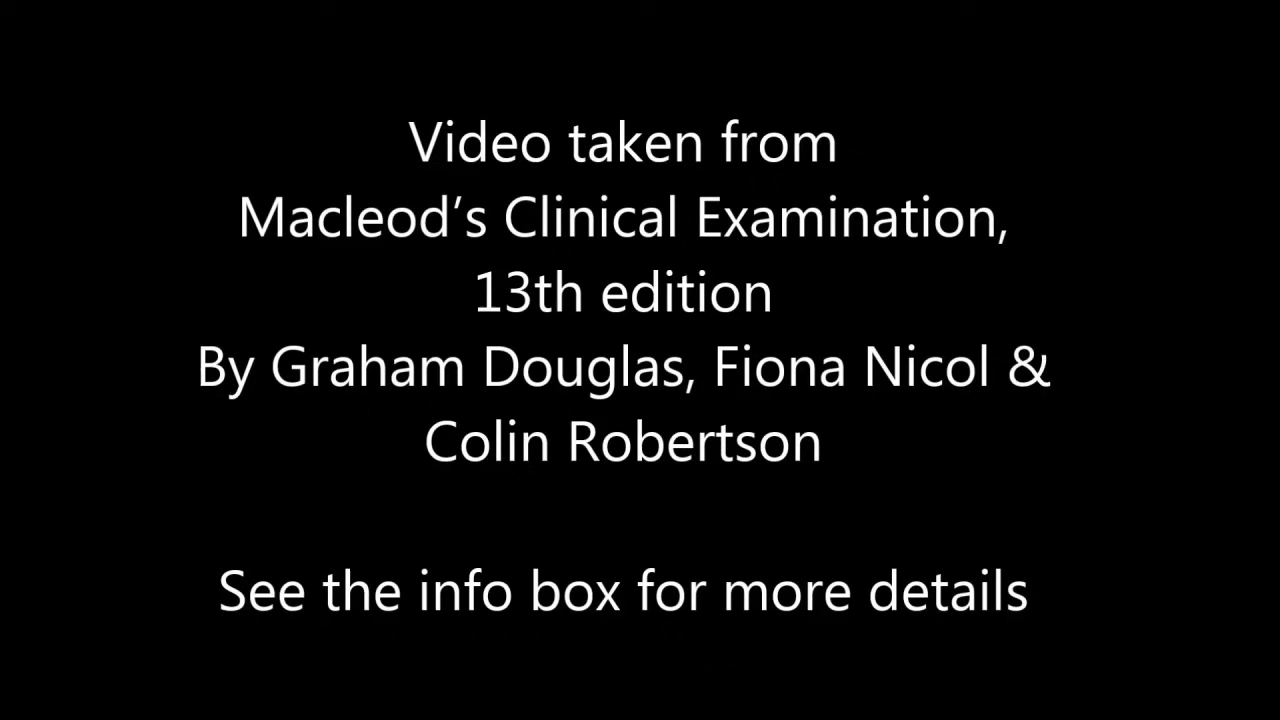 Video taken from
Macleod’s Clinical Examination,
13th edition
By Graham Douglas, Fiona Nicol &
Colin Robertson
See the info box for more details